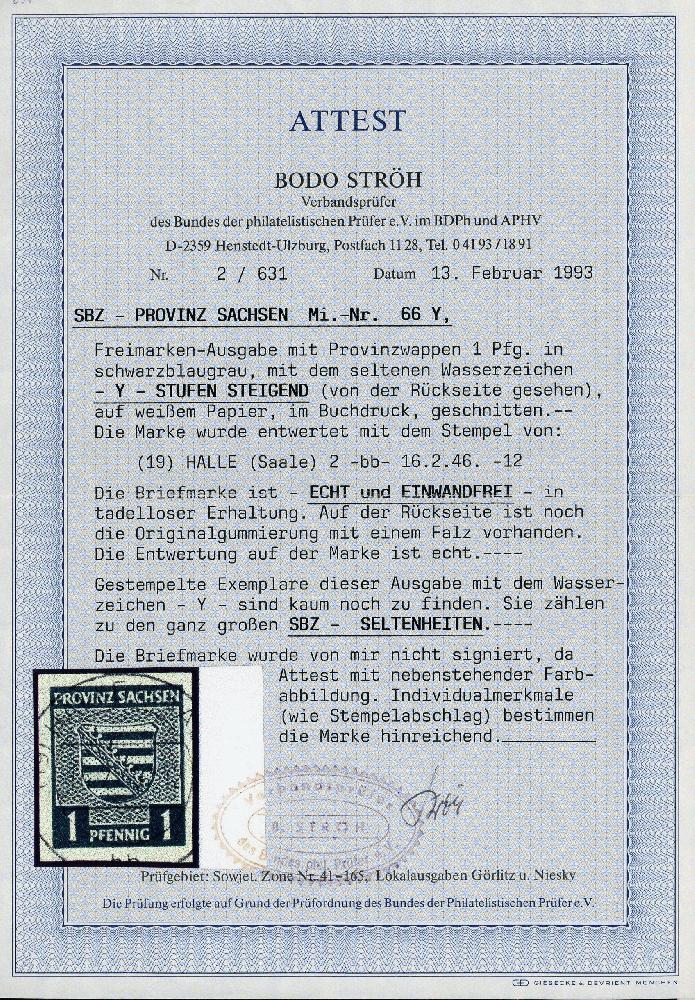 ATTEST
BODO STRÖH
Verbandsprüfer
des Bundes der philatelistischen Prüfer e.V. im BDPh und APHV
D-2359 Henstedt-Ulzburg, Postfach 11 28, Tel. 0 41 93 / 18 91
Nr. 2 / 631 Datum 13. Februar 1993
SBZ - PROVINZ SACHSEN Mi.-Nr. 66 Y,
Freimarken-Ausgabe mit Provinzwappen 1 Pfg. in
schwarzblaugrau, mit dem seltenen Wasserzeichen
- Y - STUFEN STEIGEND (von der Rückseite gesehen),
auf weißem Papier, im Buchdruck, geschnitten.--
Die Marke wurde entwertet mit dem Stempel von:
(19) HALLE (Saale) 2 -bb- 16.2.46. -12
Die Briefmarke ist - ECHT und EINWANDFREI - in
tadelloser Erhaltung. Auf der Rückseite ist noch
die Originalgummierung mit einem Falz vorhanden.
Die Entwertung auf der Marke ist echt.----
Gestempelte Exemplare dieser Ausgabe mit dem Wasser-
zeichen - Y - sind kaum noch zu finden. Sie zählen
zu den ganz großen SBZ - SELTENHEITEN.----
Die Briefmarke wurde von mir nicht signiert, da
Attest mit nebenstehender Farb-
abbildung. Individualmerkmale
(wie Stempelabschlag) bestimmen
die Marke hinreichend.
PROVINZ SACHSEN
1 PFENNIG 1
bb
Verbandsprüfer
B. STRÖH
des Bundes phil. Prüfer e.V.
Prüfgebiet: Sowjet. Zone Nr. 41-165, Lokalausgaben Görlitz u. Niesky
Die Prüfung erfolgte auf Grund der Prüfordnung des Bundes der Philatelistischen Prüfer e.V.
GIESECKE & DEVRIENT MÜNCHEN